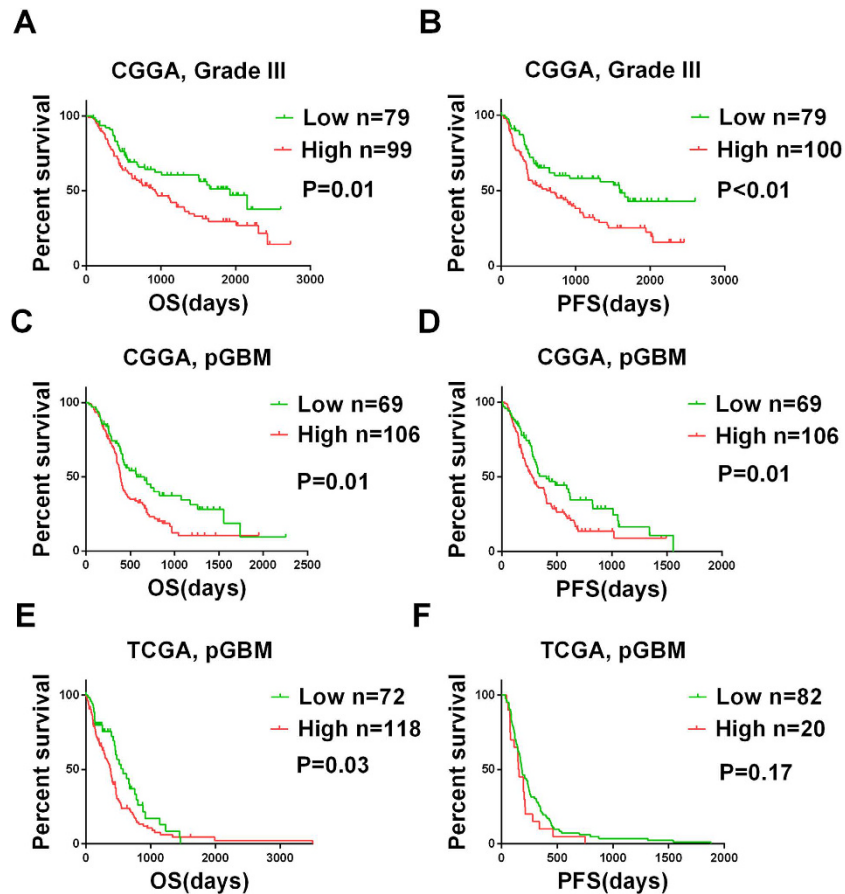 A
CGGA, Grade III
Percent survival
100
50
0
0 1000 2000 3000
OS(days)
Low n=79
High n=99
P=0.01
B
CGGA, Grade III
Percent survival
100
50
0
0 1000 2000 3000
PFS(days)
Low n=79
High n=100
P<0.01
C
CGGA, pGBM
Percent survival
100
50
0
0 500 1000 1500 2000 2500
OS(days)
Low n=69
High n=106
P=0.01
D
CGGA, pGBM
Percent survival
100
50
0
0 500 1000 1500 2000
PFS(days)
Low n=69
High n=106
P=0.01
E
TCGA, pGBM
Percent survival
100
50
0
0 1000 2000 3000
OS(days)
Low n=72
High n=118
P=0.03
F
TCGA, pGBM
Percent survival
100
50
0
0 500 1000 1500 2000
PFS(days)
Low n=82
High n=20
P=0.17